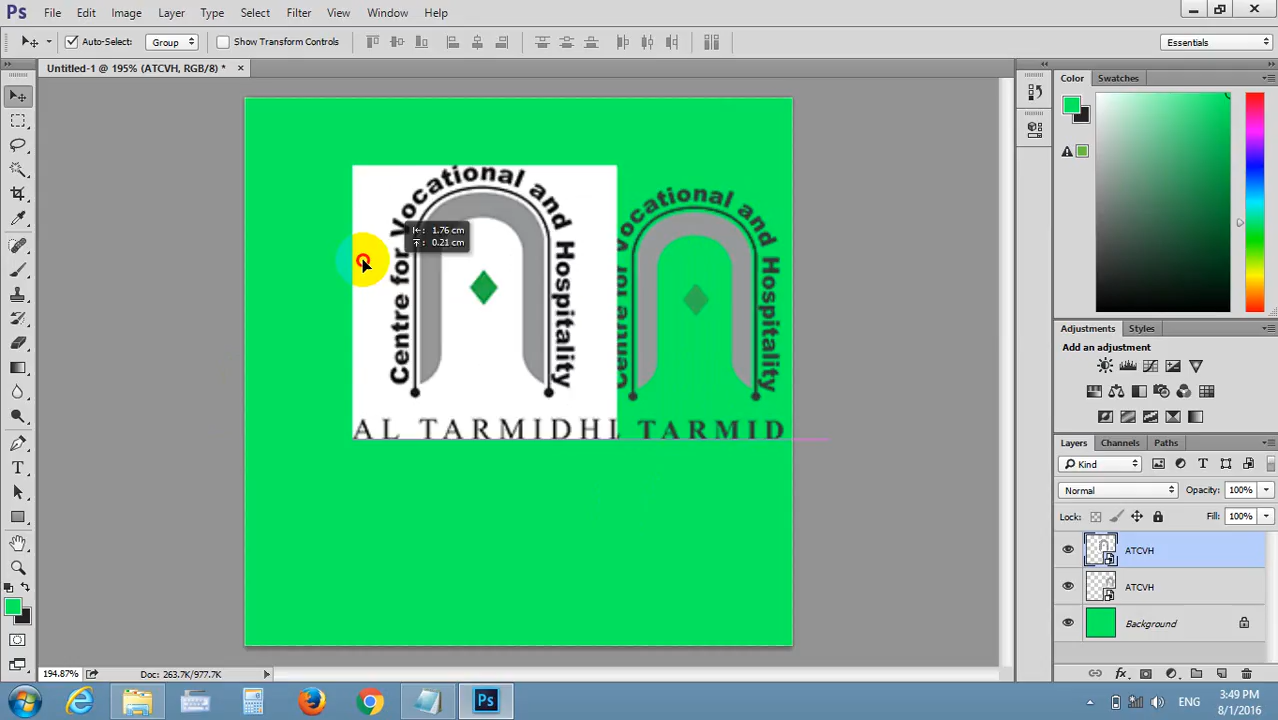 Ps File Edit Image Layer Type Select Filter View Window Help
Auto-Select: Group Show Transform Controls Essentials
Untitled-1 @ 195% (ATCVH, RGB/8) * ×
Color Swatches
Centre for Vocational and Hospitality
AL TARMIDHI
1.76 cm
0.21 cm
Centre for Vocational and Hospitality
TARMID
Adjustments Styles
Add an adjustment
Layers Channels Paths
Kind
Normal Opacity: 100%
Lock: Fill: 100%
ATCVH
ATCVH
Background
194.87% Doc: 263.7K/977.7K
Ps ENG 3:49 PM
8/1/2016